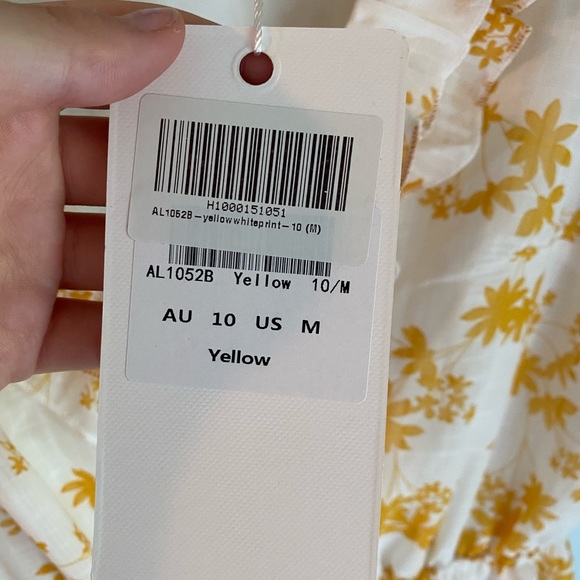 H1000151051
AL1052B-yellowwhiteprint-10 (M)
AL1052B Yellow 10/M
AU 10 US M
Yellow